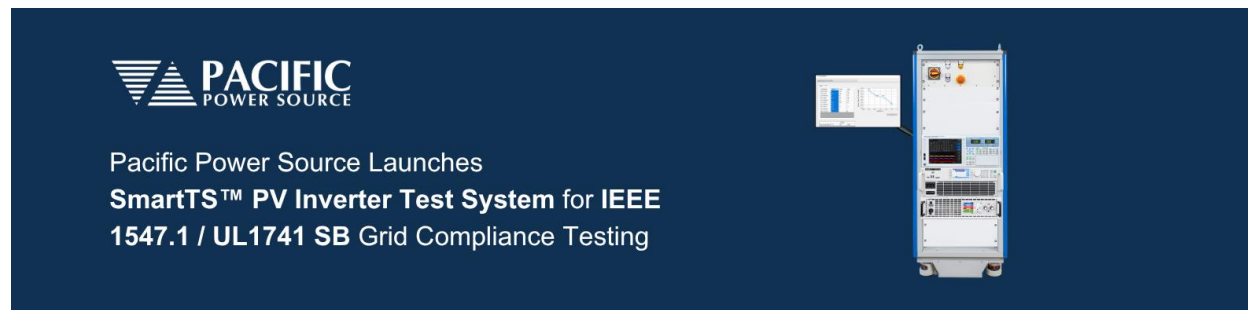 PACIFIC
POWER SOURCE
Pacific Power Source Launches
SmartTS™ PV Inverter Test System for IEEE
1547.1 / UL1741 SB Grid Compliance Testing